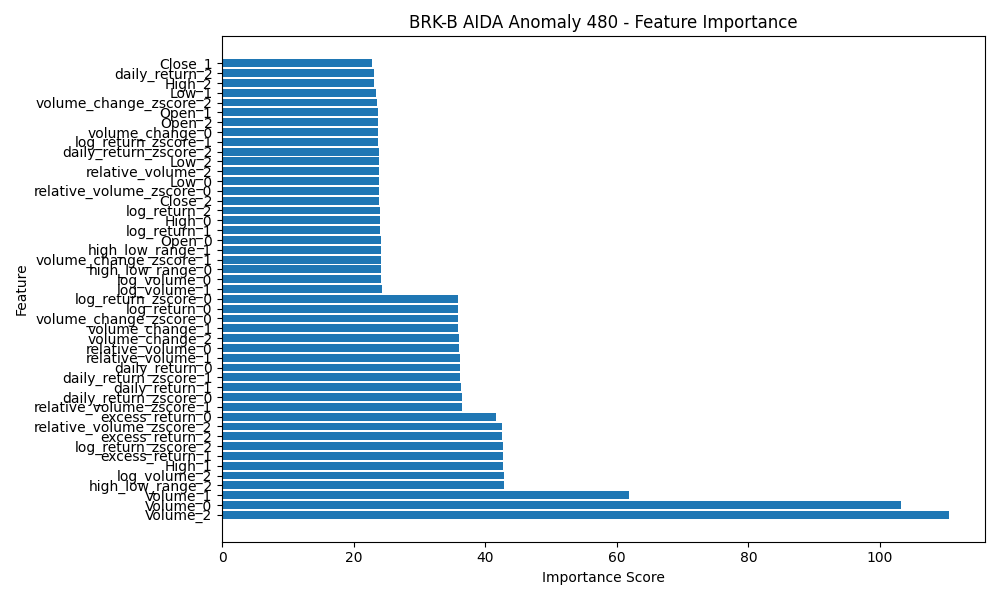 BRK-B AIDA Anomaly 480 - Feature Importance
Close_1
daily_return_2
High_2
Low_1
volume_change_zscore_2
Open_1
Open_2
volume_change_0
log_return_zscore_1
daily_return_zscore_2
Low_2
relative_volume_2
Low_0
relative_volume_zscore_0
Close_2
log_return_2
High_0
log_return_1
Open_0
high_low_range_1
volume_change_zscore_1
high_low_range_0
log_volume_0
log_volume_1
log_return_zscore_0
log_return_0
volume_change_zscore_0
volume_change_1
volume_change_2
relative_volume_0
relative_volume_1
daily_return_0
daily_return_zscore_1
daily_return_1
daily_return_zscore_0
relative_volume_zscore_1
excess_return_0
relative_volume_zscore_2
excess_return_2
log_return_zscore_2
excess_return_1
High_1
log_volume_2
high_low_range_2
Volume_1
Volume_0
Volume_2
Feature
0 20 40 60 80 100
Importance Score